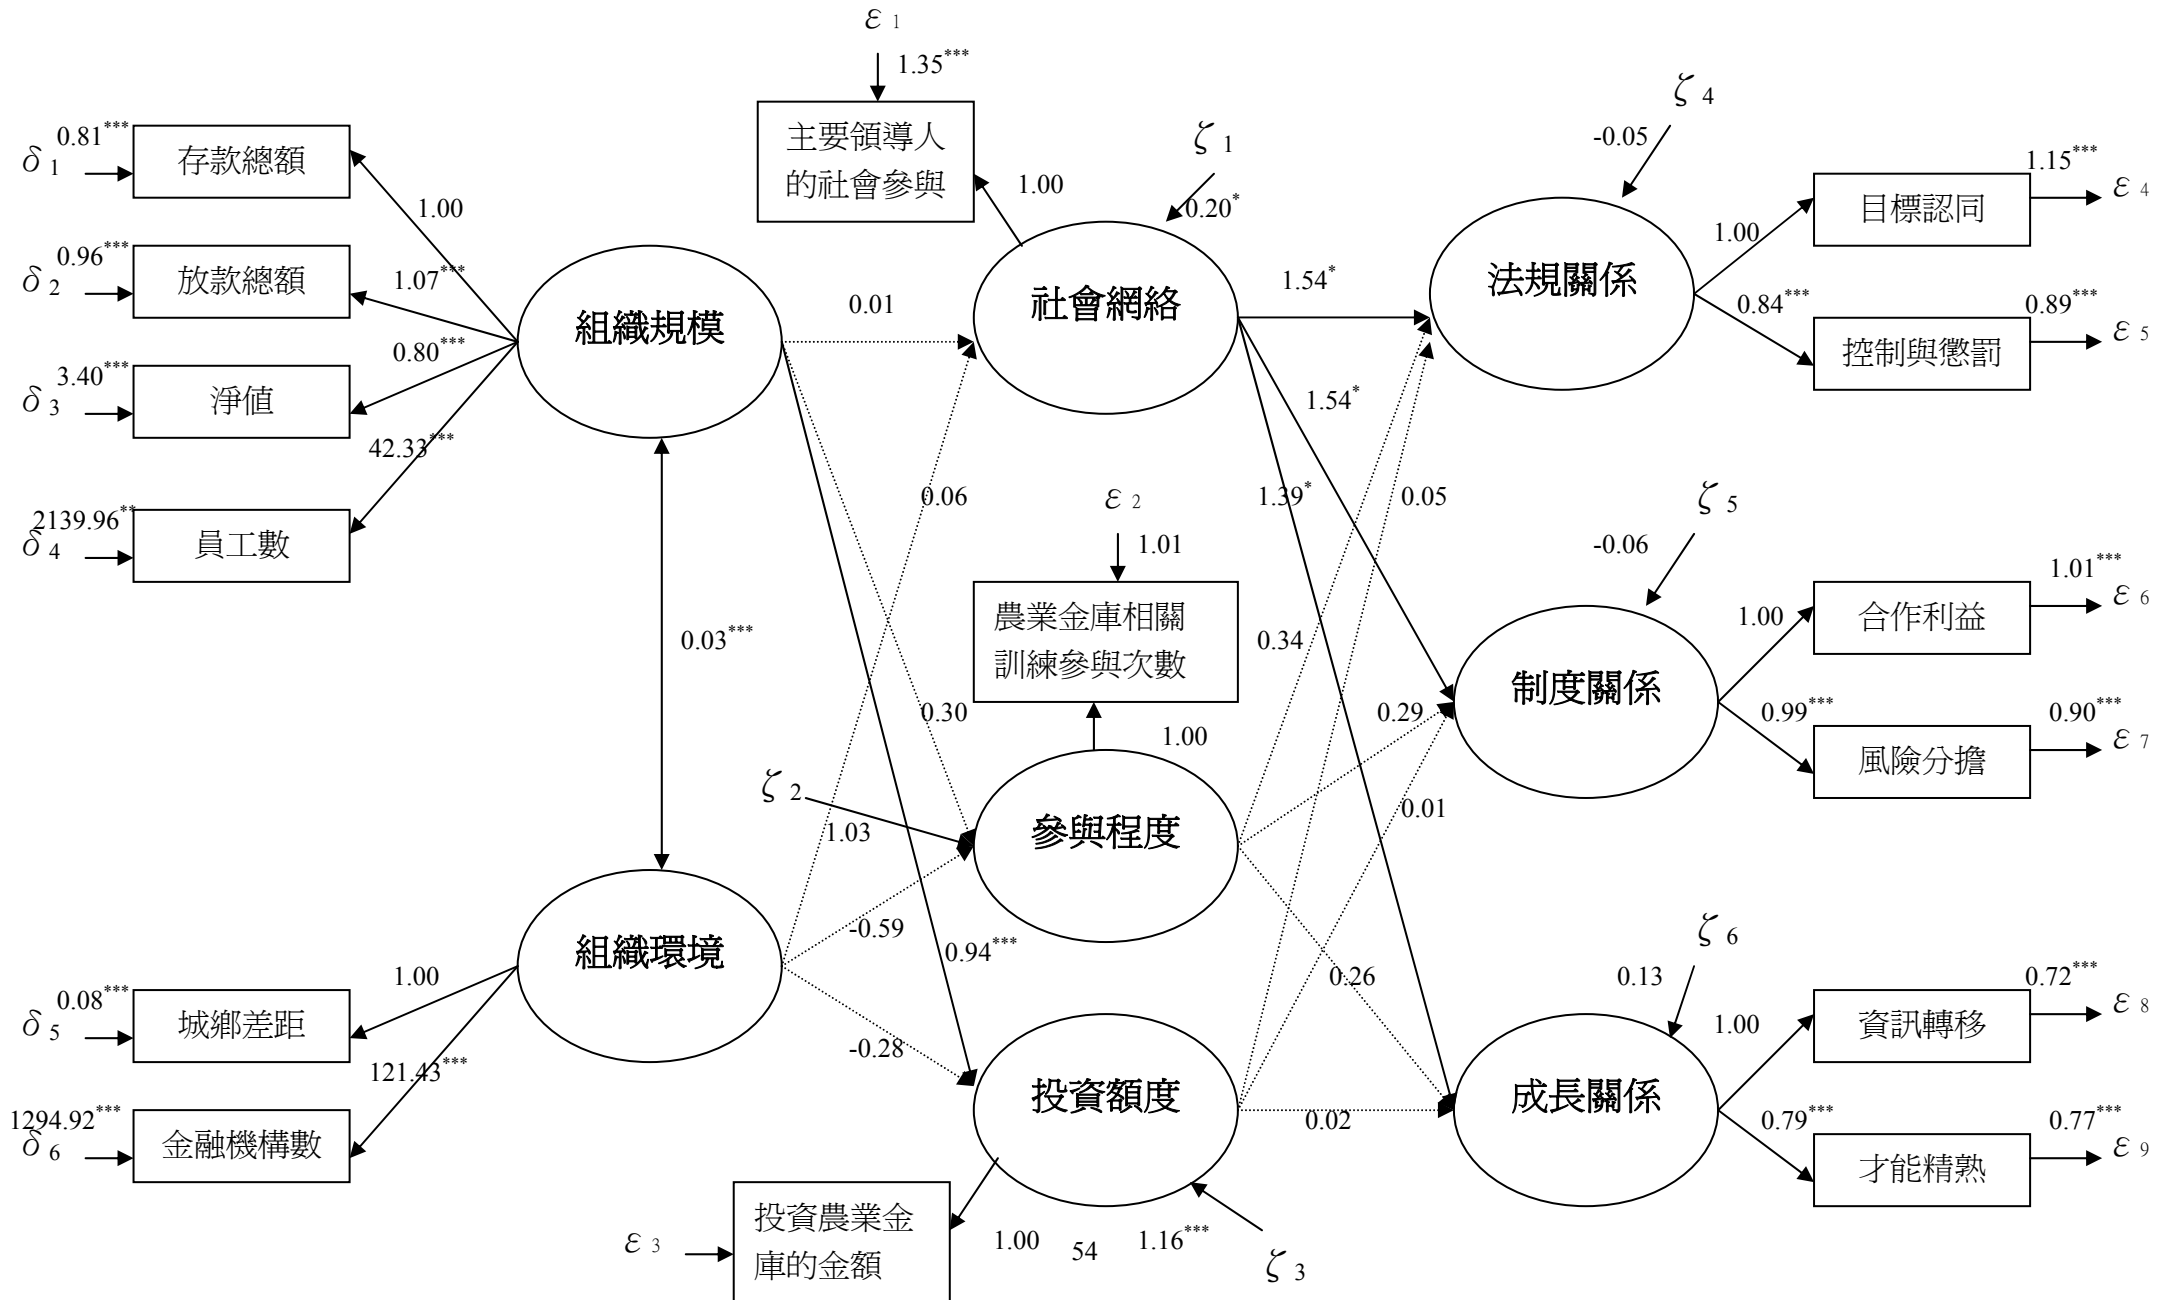 ε 1
1.35***
主要領導人
的社會參與
ζ 1
1.00
0.20*
ζ 4
-0.05
0.81***
δ 1
存款總額
1.00
0.96***
δ 2
放款總額
1.07***
3.40***
δ 3
淨值
0.80***
2139.96**
δ 4
員工數
42.33***
組織規模
0.01
社會網絡
1.54*
法規關係
1.00
目標認同
1.15***
ε 4
0.84***
控制與懲罰
0.89***
ε 5
1.54*
0.06
1.39*
0.05
ε 2
1.01
農業金庫相關
訓練參與次數
1.00
0.03***
0.30
0.34
0.29
ζ 5
-0.06
制度關係
1.00
合作利益
1.01***
ε 6
0.99***
風險分擔
0.90***
ε 7
ζ 2
1.03
參與程度
0.01
-0.59
0.94***
0.26
組織環境
-0.28
0.08***
δ 5
城鄉差距
1.00
1294.92***
δ 6
金融機構數
121.43***
投資額度
0.02
ζ 6
0.13
成長關係
1.00
資訊轉移
0.72***
ε 8
0.79***
才能精熟
0.77***
ε 9
ε 3
投資農業金
庫的金額
1.00
54
1.16***
ζ 3